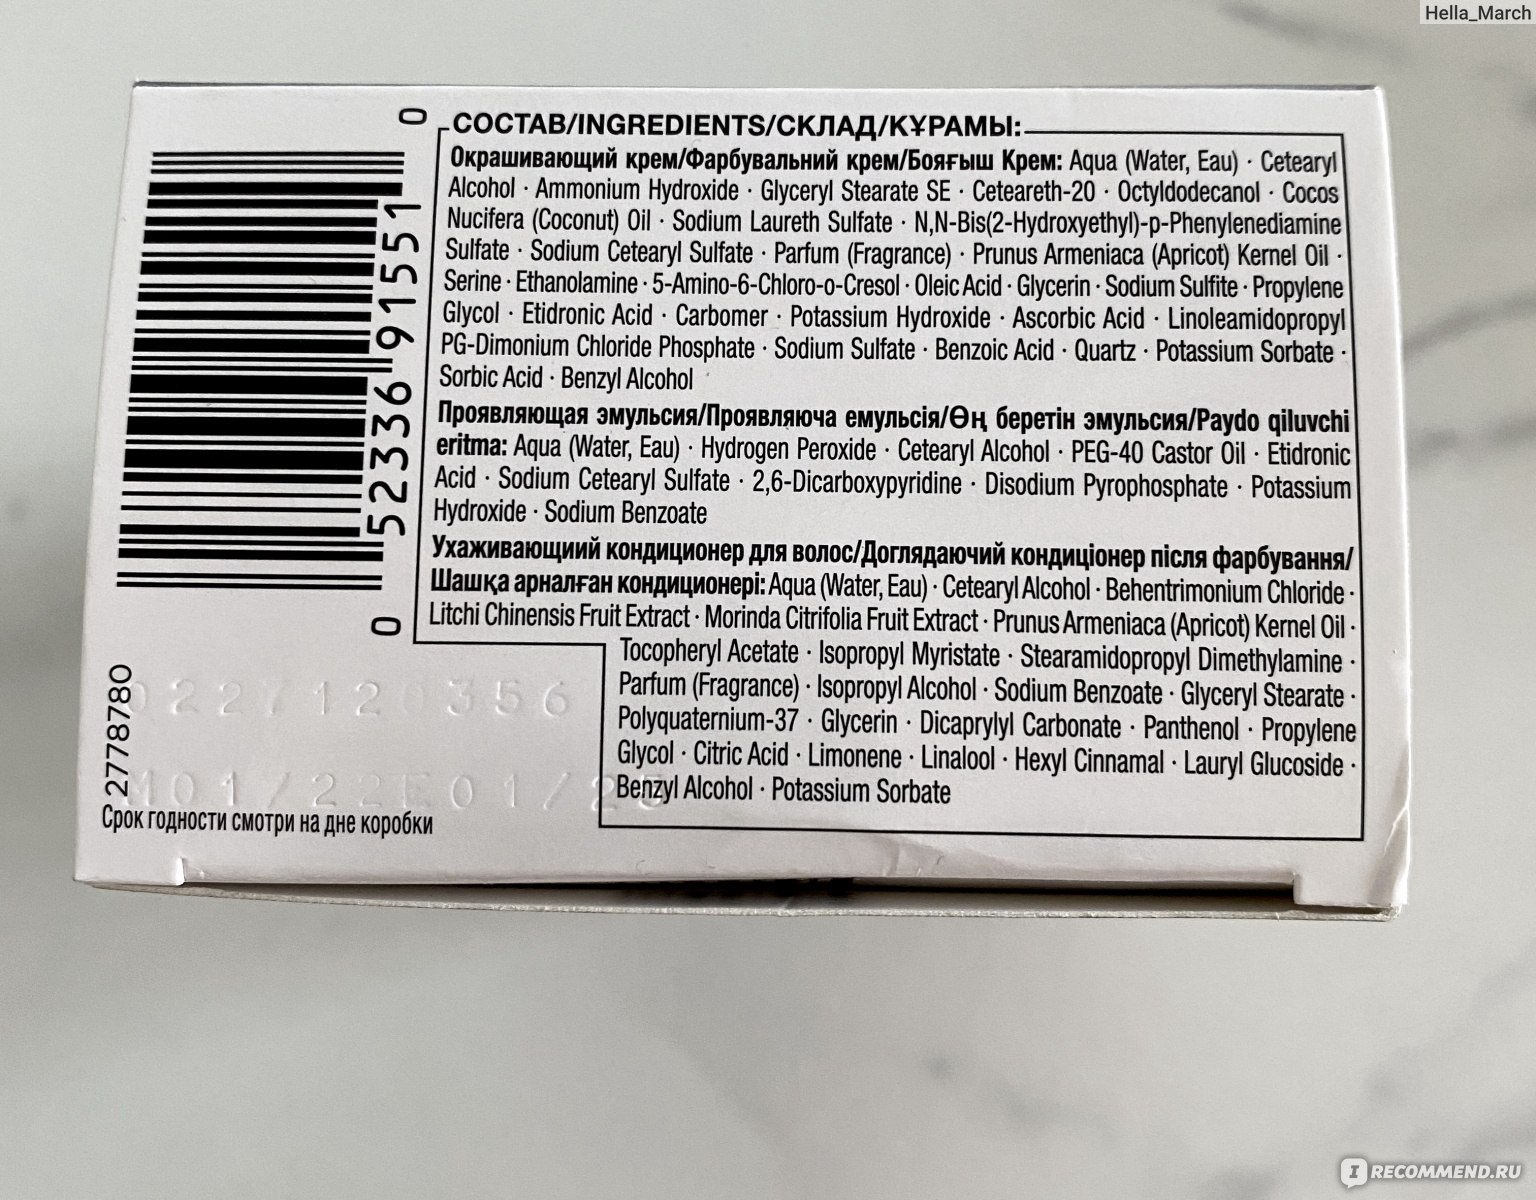 Hella_March
СОСТАВ/INGREDIENTS/СКЛАД/ҚҰРАМЫ:
Окрашивающий крем/Фарбувальний крем/Бояғыш Крем: Aqua (Water, Eau) · Cetearyl
Alcohol · Ammonium Hydroxide · Glyceryl Stearate SE · Ceteareth-20 · Octyldodecanol · Cocos
Nucifera (Coconut) Oil · Sodium Laureth Sulfate · N,N-Bis(2-Hydroxyethyl)-p-Phenylenediamine
Sulfate · Sodium Cetearyl Sulfate · Parfum (Fragrance) · Prunus Armeniaca (Apricot) Kernel Oil ·
Serine · Ethanolamine · 5-Amino-6-Chloro-o-Cresol · Oleic Acid · Glycerin · Sodium Sulfite · Propylene
Glycol · Etidronic Acid · Carbomer · Potassium Hydroxide · Ascorbic Acid · Linoleamidopropyl
PG-Dimonium Chloride Phosphate · Sodium Sulfate · Benzoic Acid · Quartz · Potassium Sorbate ·
Sorbic Acid · Benzyl Alcohol
Проявляющая эмульсия/Проявляюча емульсія/Өң беретін эмульсия/Paydo qiluvchi
eritma: Aqua (Water, Eau) · Hydrogen Peroxide · Cetearyl Alcohol · PEG-40 Castor Oil · Etidronic
Acid · Sodium Cetearyl Sulfate · 2,6-Dicarboxypyridine · Disodium Pyrophosphate · Potassium
Hydroxide · Sodium Benzoate
Ухаживающиий кондиционер для волос/Доглядаючий кондиціонер після фарбування/
Шашқа арналған кондиционері: Aqua (Water, Eau) · Cetearyl Alcohol · Behentrimonium Chloride ·
Litchi Chinensis Fruit Extract · Morinda Citrifolia Fruit Extract · Prunus Armeniaca (Apricot) Kernel Oil ·
Tocopheryl Acetate · Isopropyl Myristate · Stearamidopropyl Dimethylamine ·
Parfum (Fragrance) · Isopropyl Alcohol · Sodium Benzoate · Glyceryl Stearate ·
Polyquaternium-37 · Glycerin · Dicaprylyl Carbonate · Panthenol · Propylene
Glycol · Citric Acid · Limonene · Linalool · Hexyl Cinnamal · Lauryl Glucoside ·
Benzyl Alcohol · Potassium Sorbate
0 52336 91551 0
2778780
M01/22E01/25
Срок годности смотри на дне коробки
IRECOMMEND.RU